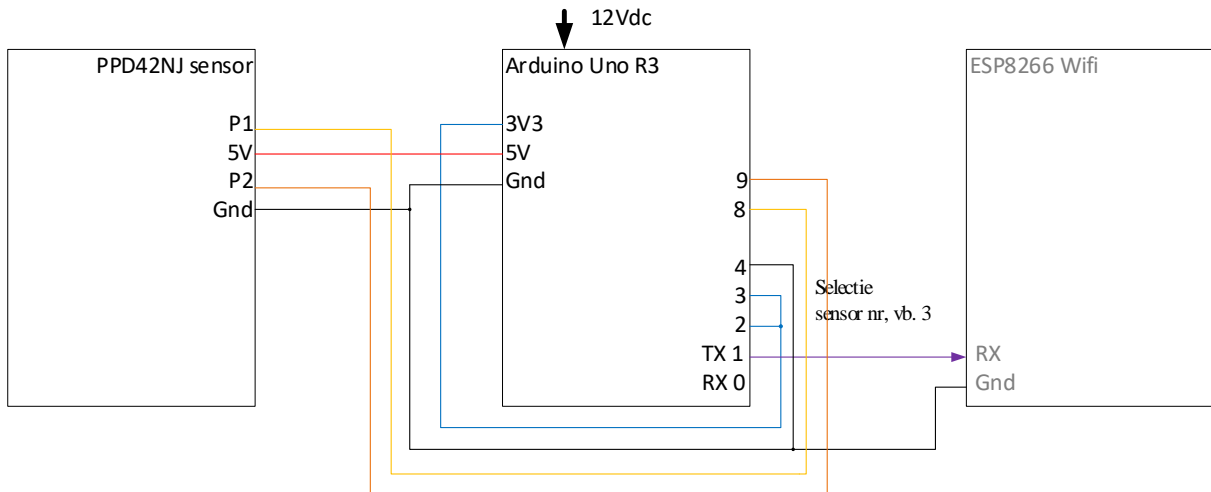 12Vdc
PPD42NJ sensor
P1
5V
P2
Gnd
Arduino Uno R3
3V3
5V
Gnd
9
8
4
3
2
TX 1
RX 0
Selectie
sensor nr, vb. 3
ESP8266 Wifi
RX
Gnd